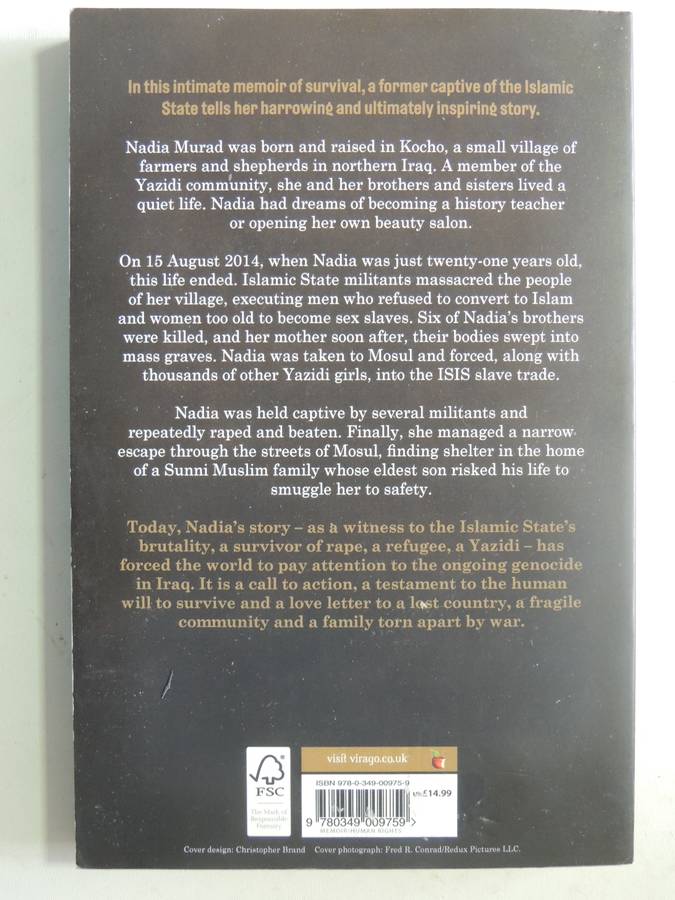 In this intimate memoir of survival, a former captive of the Islamic
State tells her harrowing and ultimately inspiring story.
Nadia Murad was born and raised in Kocho, a small village of
farmers and shepherds in northern Iraq. A member of the
Yazidi community, she and her brothers and sisters lived a
quiet life. Nadia had dreams of becoming a history teacher
or opening her own beauty salon.
On 15 August 2014, when Nadia was just twenty-one years old,
this life ended. Islamic State militants massacred the people
of her village, executing men who refused to convert to Islam
and women too old to become sex slaves. Six of Nadia's brothers
were killed, and her mother soon after, their bodies swept into
mass graves. Nadia was taken to Mosul and forced, along with
thousands of other Yazidi girls, into the ISIS slave trade.
Nadia was held captive by several militants and
repeatedly raped and beaten. Finally, she managed a narrow
escape through the streets of Mosul, finding shelter in the home
of a Sunni Muslim family whose eldest son risked his life to
smuggle her to safety.
Today, Nadia's story – as a witness to the Islamic State's
brutality, a survivor of rape, a refugee, a Yazidi – has
forced the world to pay attention to the ongoing genocide
in Iraq. It is a call to action, a testament to the human
will to survive and a love letter to a lost country, a fragile
community and a family torn apart by war.
visit virago.co.uk
FSC
The Mark of
Responsible
Forestry
ISBN 978-0-349-00975-9
£14.99
9 780349 009759 >
MEMOIR/HUMAN RIGHTS
Cover design: Christopher Brand Cover photograph: Fred R. Conrad/Redux Pictures LLC.